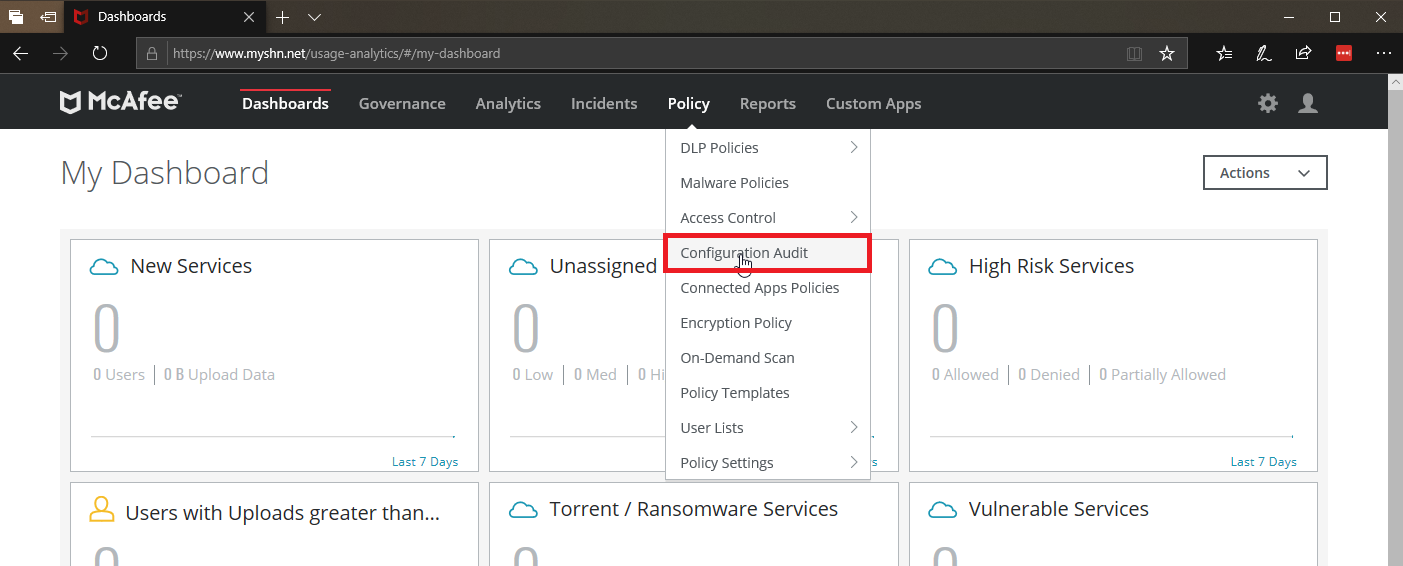 Dashboards
https://www.myshn.net/usage-analytics/#/my-dashboard
McAfee™
Dashboards Governance Analytics Incidents Policy Reports Custom Apps
My Dashboard
Actions
DLP Policies
Malware Policies
Access Control
Configuration Audit
Connected Apps Policies
Encryption Policy
On-Demand Scan
Policy Templates
User Lists
Policy Settings
New Services
0
0 Users | 0 B Upload Data
Last 7 Days
Unassigned
0
0 Low | 0 Med | 0
High Risk Services
0
0 Allowed | 0 Denied | 0 Partially Allowed
Last 7 Days
Users with Uploads greater than...
0
Torrent / Ransomware Services
0
Vulnerable Services
0